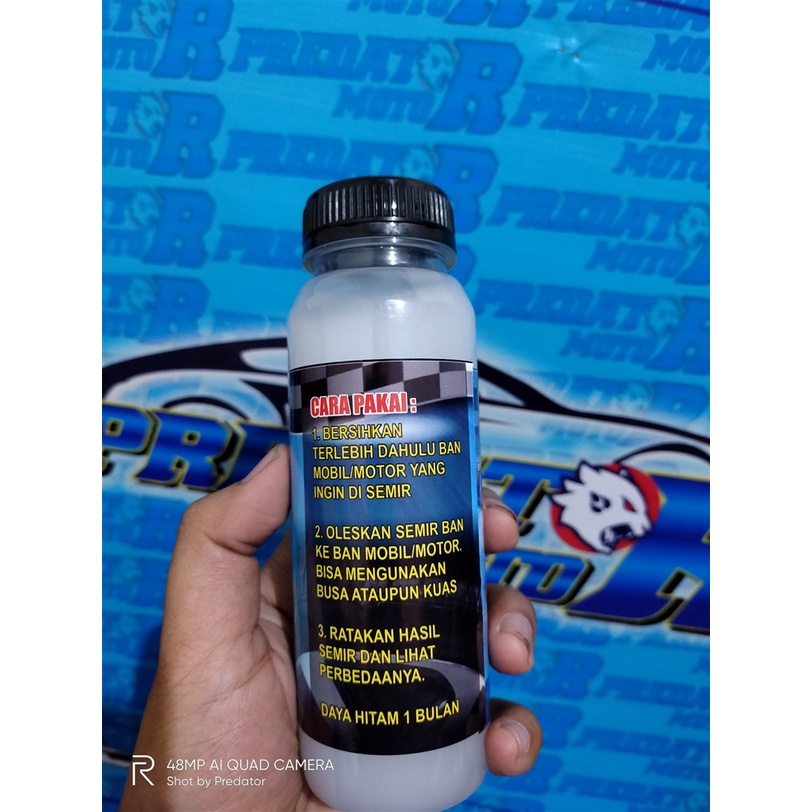 PREDATOR
MOTO
CARA PAKAI :
1. BERSIHKAN
TERLEBIH DAHULU BAN
MOBIL/MOTOR YANG
INGIN DI SEMIR
2. OLESKAN SEMIR BAN
KE BAN MOBIL/MOTOR.
BISA MENGUNAKAN
BUSA ATAUPUN KUAS
3. RATAKAN HASIL
SEMIR DAN LIHAT
PERBEDAANYA.
DAYA HITAM 1 BULAN
R 48MP AI QUAD CAMERA
Shot by Predator